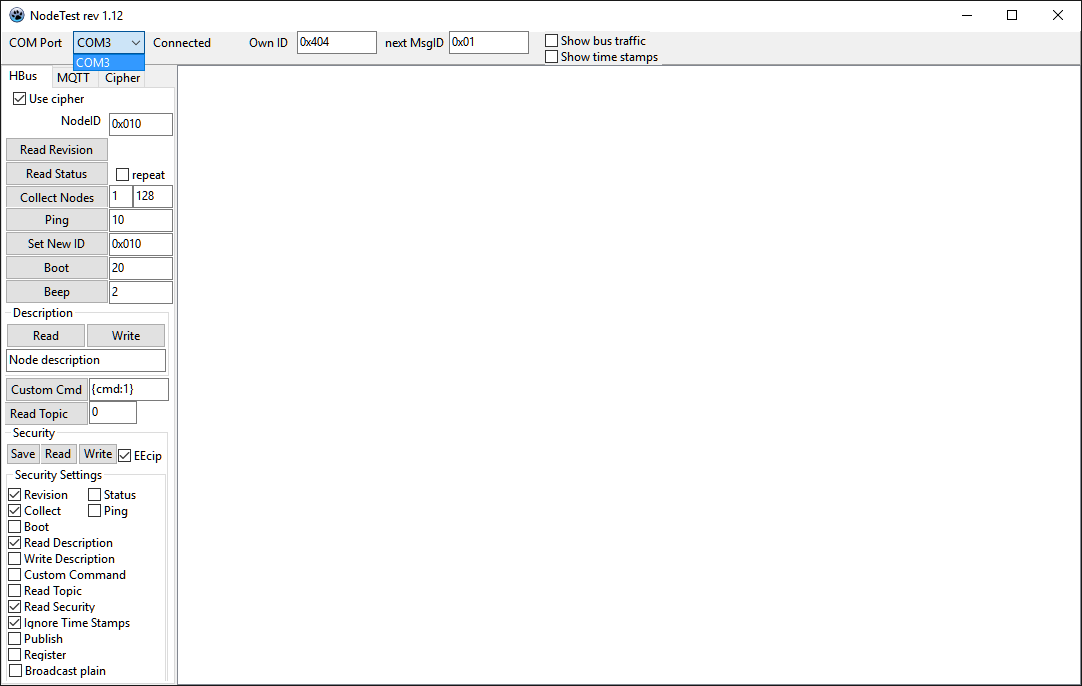 NodeTest rev 1.12
COM Port COM3 Connected Own ID 0x404 next MsgID 0x01 Show bus traffic
COM3 Show time stamps
HBus MQTT Cipher
Use cipher
NodeID 0x010
Read Revision
Read Status repeat
Collect Nodes 1 128
Ping 10
Set New ID 0x010
Boot 20
Beep 2
Description
Read Write
Node description
Custom Cmd {cmd:1}
Read Topic 0
Security
Save Read Write EEcip
Security Settings
Revision Status
Collect Ping
Boot
Read Description
Write Description
Custom Command
Read Topic
Read Security
Ignore Time Stamps
Publish
Register
Broadcast plain